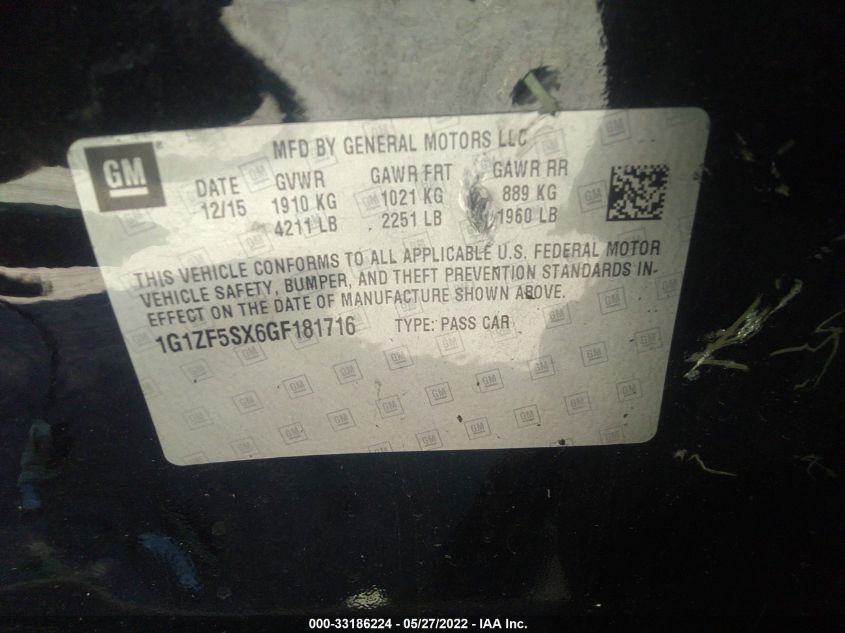 MFD BY GENERAL MOTORS LLC
GM
DATE GVWR GAWR FRT GAWR RR
12/15 1910 KG 1021 KG 889 KG
4211 LB 2251 LB 1960 LB
THIS VEHICLE CONFORMS TO ALL APPLICABLE U.S. FEDERAL MOTOR
VEHICLE SAFETY, BUMPER, AND THEFT PREVENTION STANDARDS IN
EFFECT ON THE DATE OF MANUFACTURE SHOWN ABOVE.
1G1ZF5SX6GF181716 TYPE: PASS CAR
000-33186224 - 05/27/2022 - IAA Inc.